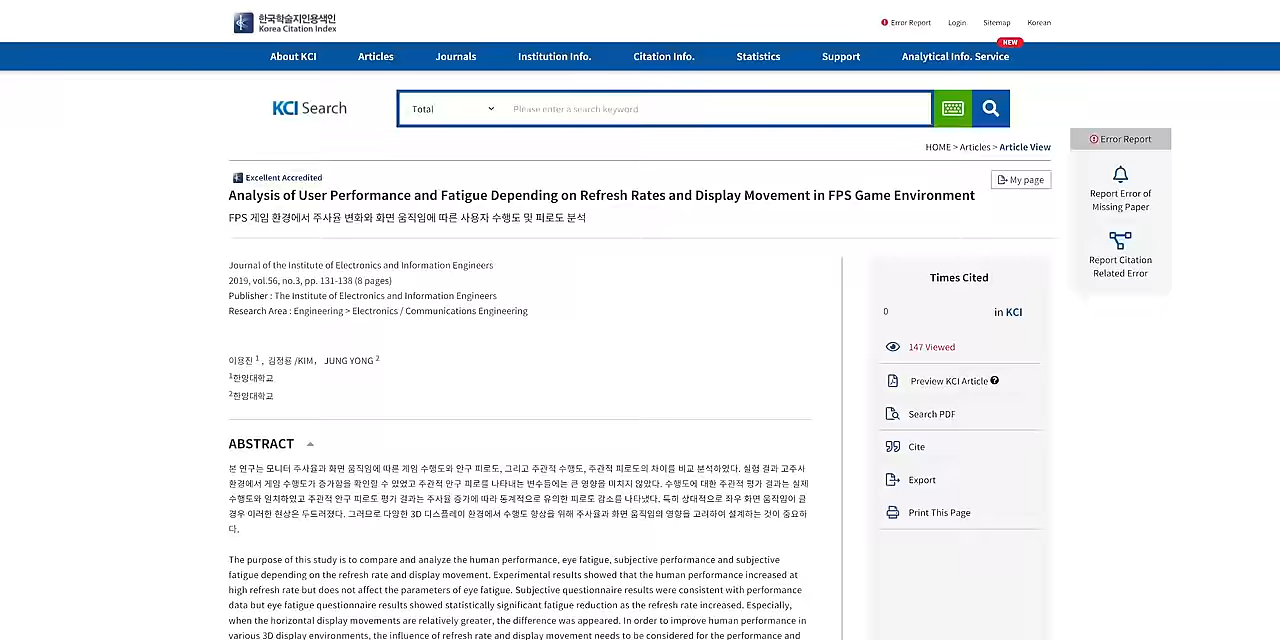 한국학술지인용색인
Korea Citation Index
Error Report Login Sitemap Korean
NEW
About KCI Articles Journals Institution Info. Citation Info. Statistics Support Analytical Info. Service
KCI Search
Total Please enter a search keyword
HOME > Articles > Article View
Error Report
Report Error of
Missing Paper
Report Citation
Related Error
Excellent Accredited
My page
Analysis of User Performance and Fatigue Depending on Refresh Rates and Display Movement in FPS Game Environment
FPS 게임 환경에서 주사율 변화와 화면 움직임에 따른 사용자 수행도 및 피로도 분석
Journal of the Institute of Electronics and Information Engineers
2019, vol.56, no.3, pp. 131-138 (8 pages)
Publisher : The Institute of Electronics and Information Engineers
Research Area : Engineering > Electronics / Communications Engineering
이용진 1 , 김정룡 /KIM, JUNG YONG 2
1한양대학교
2한양대학교
Times Cited
0 in KCI
147 Viewed
Preview KCI Article
Search PDF
Cite
Export
Print This Page
ABSTRACT
본 연구는 모니터 주사율과 화면 움직임에 따른 게임 수행도와 안구 피로도, 그리고 주관적 수행도, 주관적 피로도의 차이를 비교 분석하였다. 실험 결과 고주사
환경에서 게임 수행도가 증가함을 확인할 수 있었고 주관적 안구 피로를 나타내는 변수들에는 큰 영향을 미치지 않았다. 수행도에 대한 주관적 평가 결과는 실제
수행도와 일치하였고 주관적 안구 피로도 평가 결과는 주사율 증가에 따라 통계적으로 유의한 피로도 감소를 나타냈다. 특히 상대적으로 좌우 화면 움직임이 클
경우 이러한 현상은 두드러졌다. 그러므로 다양한 3D 디스플레이 환경에서 수행도 향상을 위해 주사율과 화면 움직임의 영향을 고려하여 설계하는 것이 중요하
다.
The purpose of this study is to compare and analyze the human performance, eye fatigue, subjective performance and subjective
fatigue depending on the refresh rate and display movement. Experimental results showed that the human performance increased at
high refresh rate but does not affect the parameters of eye fatigue. Subjective questionnaire results were consistent with performance
data but eye fatigue questionnaire results showed statistically significant fatigue reduction as the refresh rate increased. Especially,
when the horizontal display movements are relatively greater, the difference was appeared. In order to improve human performance in
various 3D display environments, the influence of refresh rate and display movement needs to be considered for the performance and